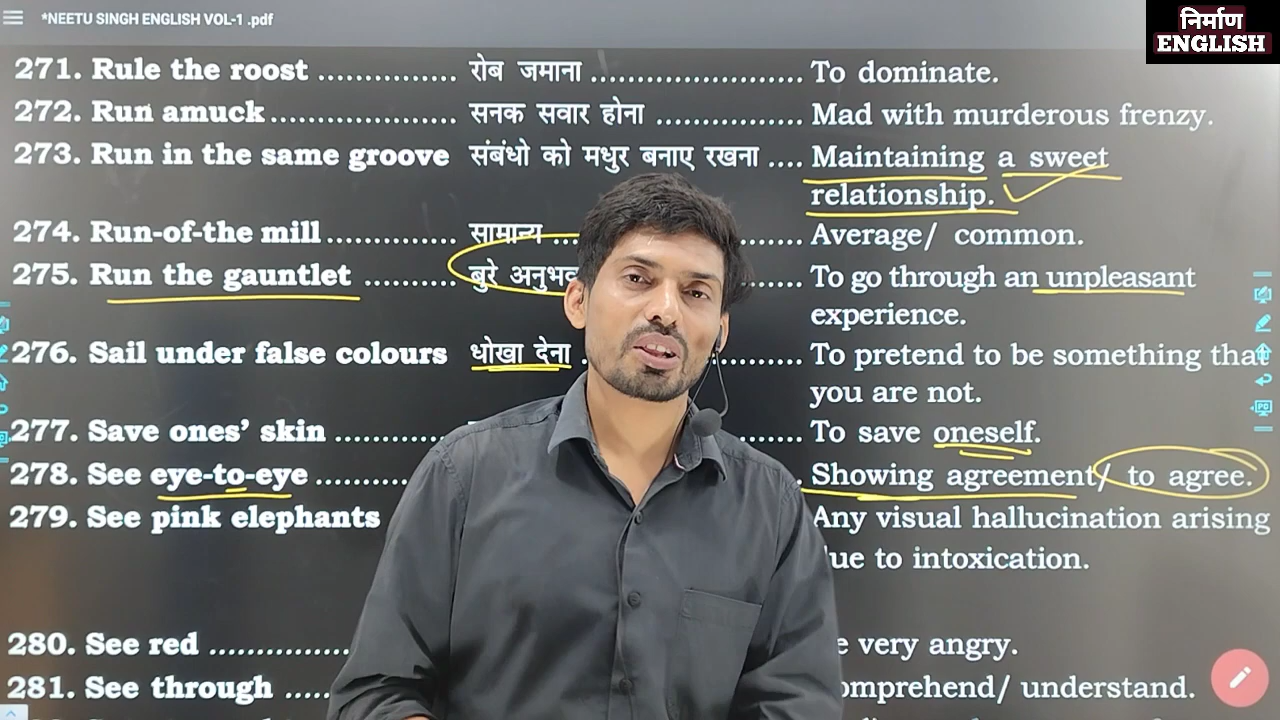 *NEETU SINGH ENGLISH VOL-1 .pdf
निर्माण
ENGLISH
271. Rule the roost ............... रोब जमाना ....................... To dominate.
272. Run amuck .................... सनक सवार होना ................ Mad with murderous frenzy.
273. Run in the same groove संबंधो को मधुर बनाए रखना .... Maintaining a sweet
relationship.
274. Run-of-the mill .............. सामान्य ... Average/ common.
275. Run the gauntlet .......... बुरे To go through an unpleasant
experience.
276. Sail under false colours धोखा देना . .......... To pretend to be something that
you are not.
277. Save ones’ skin ............ To save oneself.
278. See eye-to-eye .......... Showing agreement/ to agree.
279. See pink elephants Any visual hallucination arising
to intoxication.
280. See red ............... very angry.
281. See through ..... understand.
PO